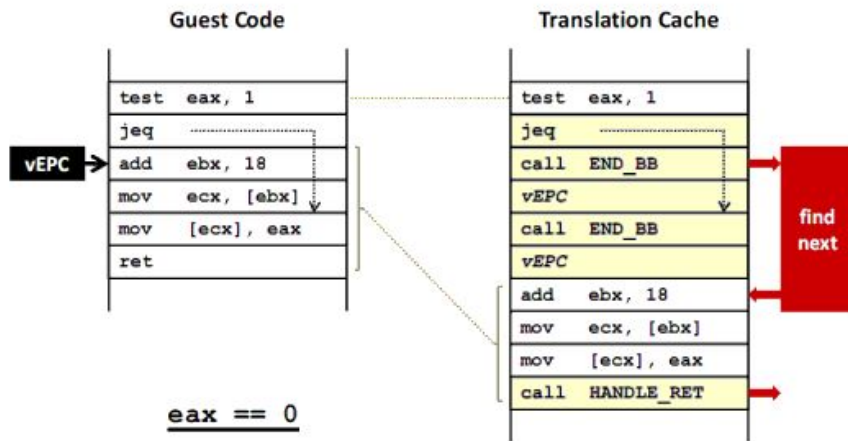 Guest Code
Translation Cache
test eax, 1
jeq
vEPC
add ebx, 18
mov ecx, [ebx]
mov [ecx], eax
ret
eax == 0
test eax, 1
jeq
call END_BB
vEPC
call END_BB
vEPC
add ebx, 18
mov ecx, [ebx]
mov [ecx], eax
call HANDLE_RET
find
next